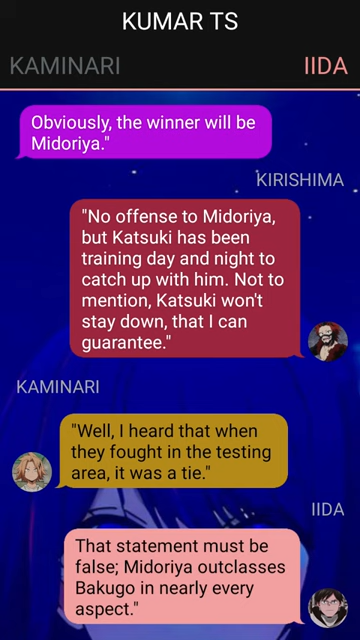 KUMAR TS
KAMINARI IIDA
Obviously, the winner will be
Midoriya."
KIRISHIMA
"No offense to Midoriya,
but Katsuki has been
training day and night to
catch up with him. Not to
mention, Katsuki won't
stay down, that I can
guarantee."
KAMINARI
"Well, I heard that when
they fought in the testing
area, it was a tie."
IIDA
That statement must be
false; Midoriya outclasses
Bakugo in nearly every
aspect."